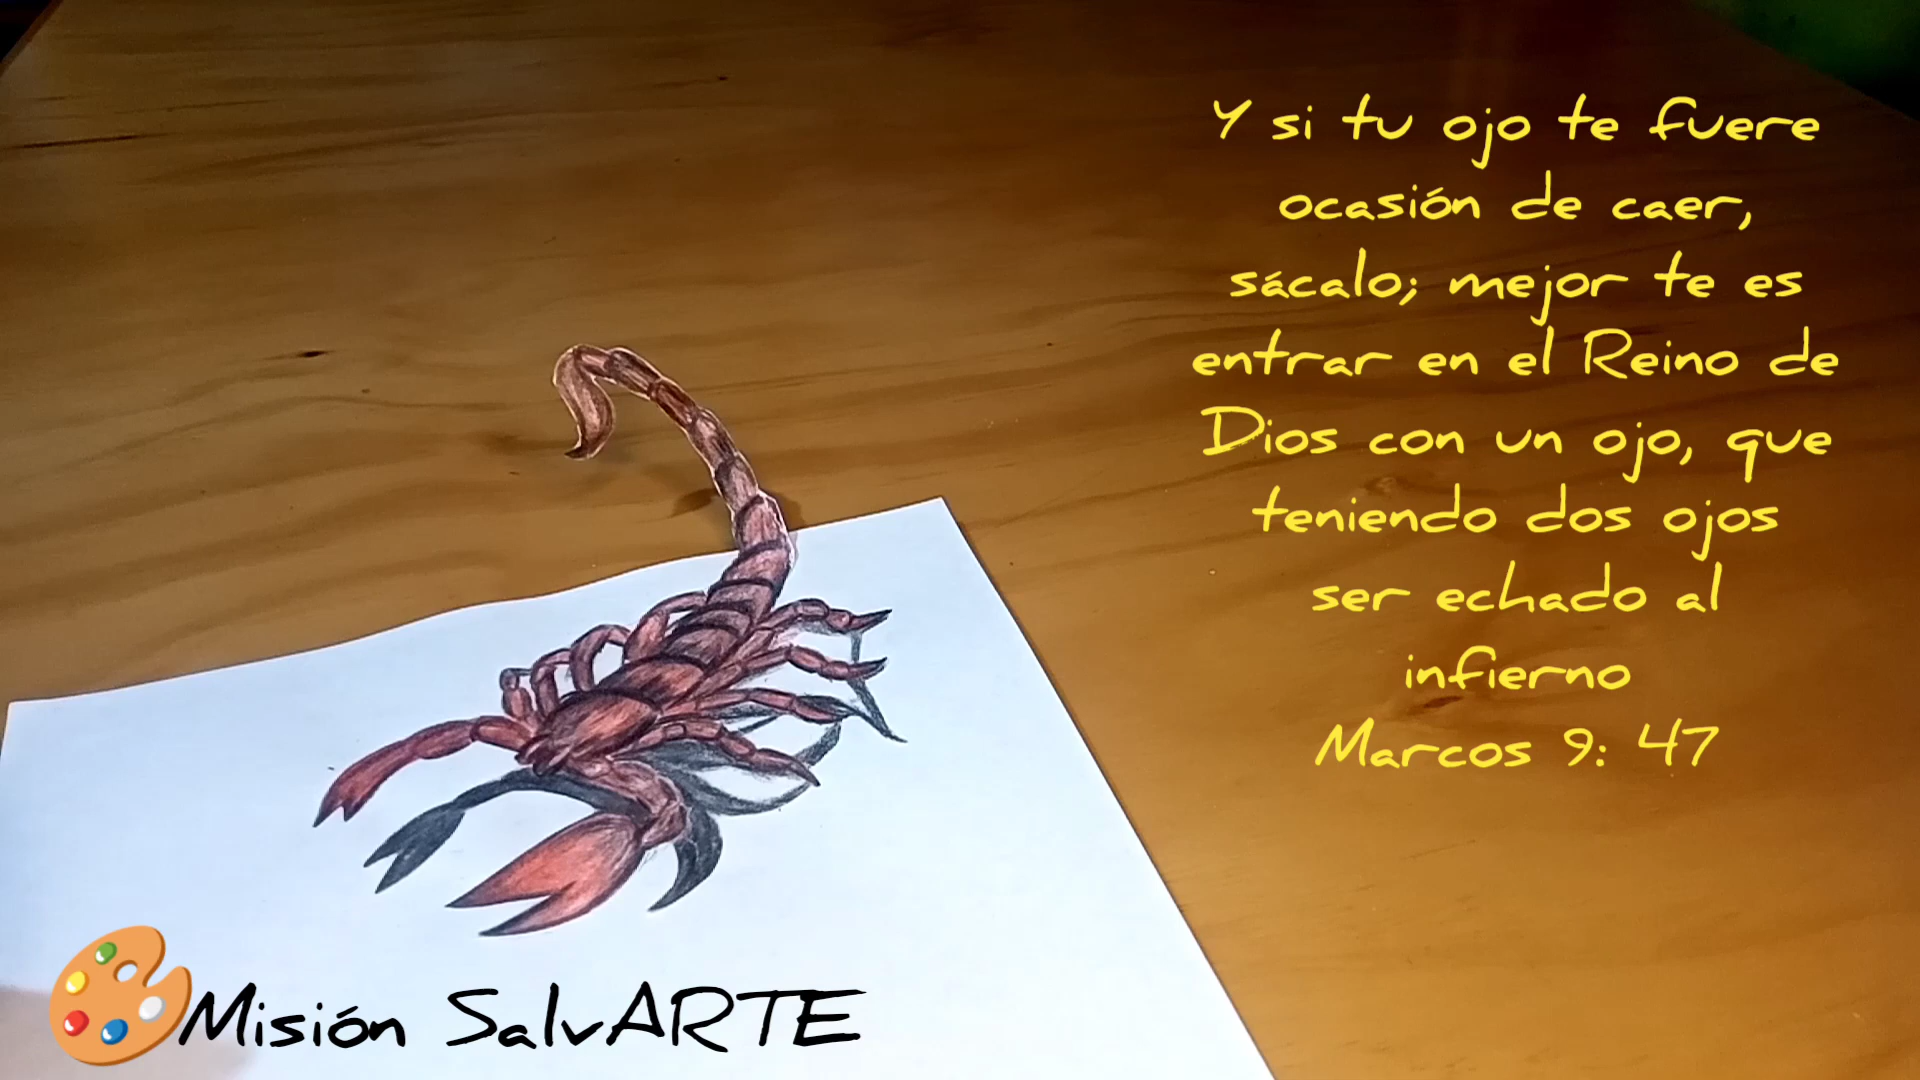 Y si tu ojo te fuere
ocasión de caer,
sácalo; mejor te es
entrar en el Reino de
Dios con un ojo, que
teniendo dos ojos
ser echado al
infierno
Marcos 9: 47
Misión SalvARTE